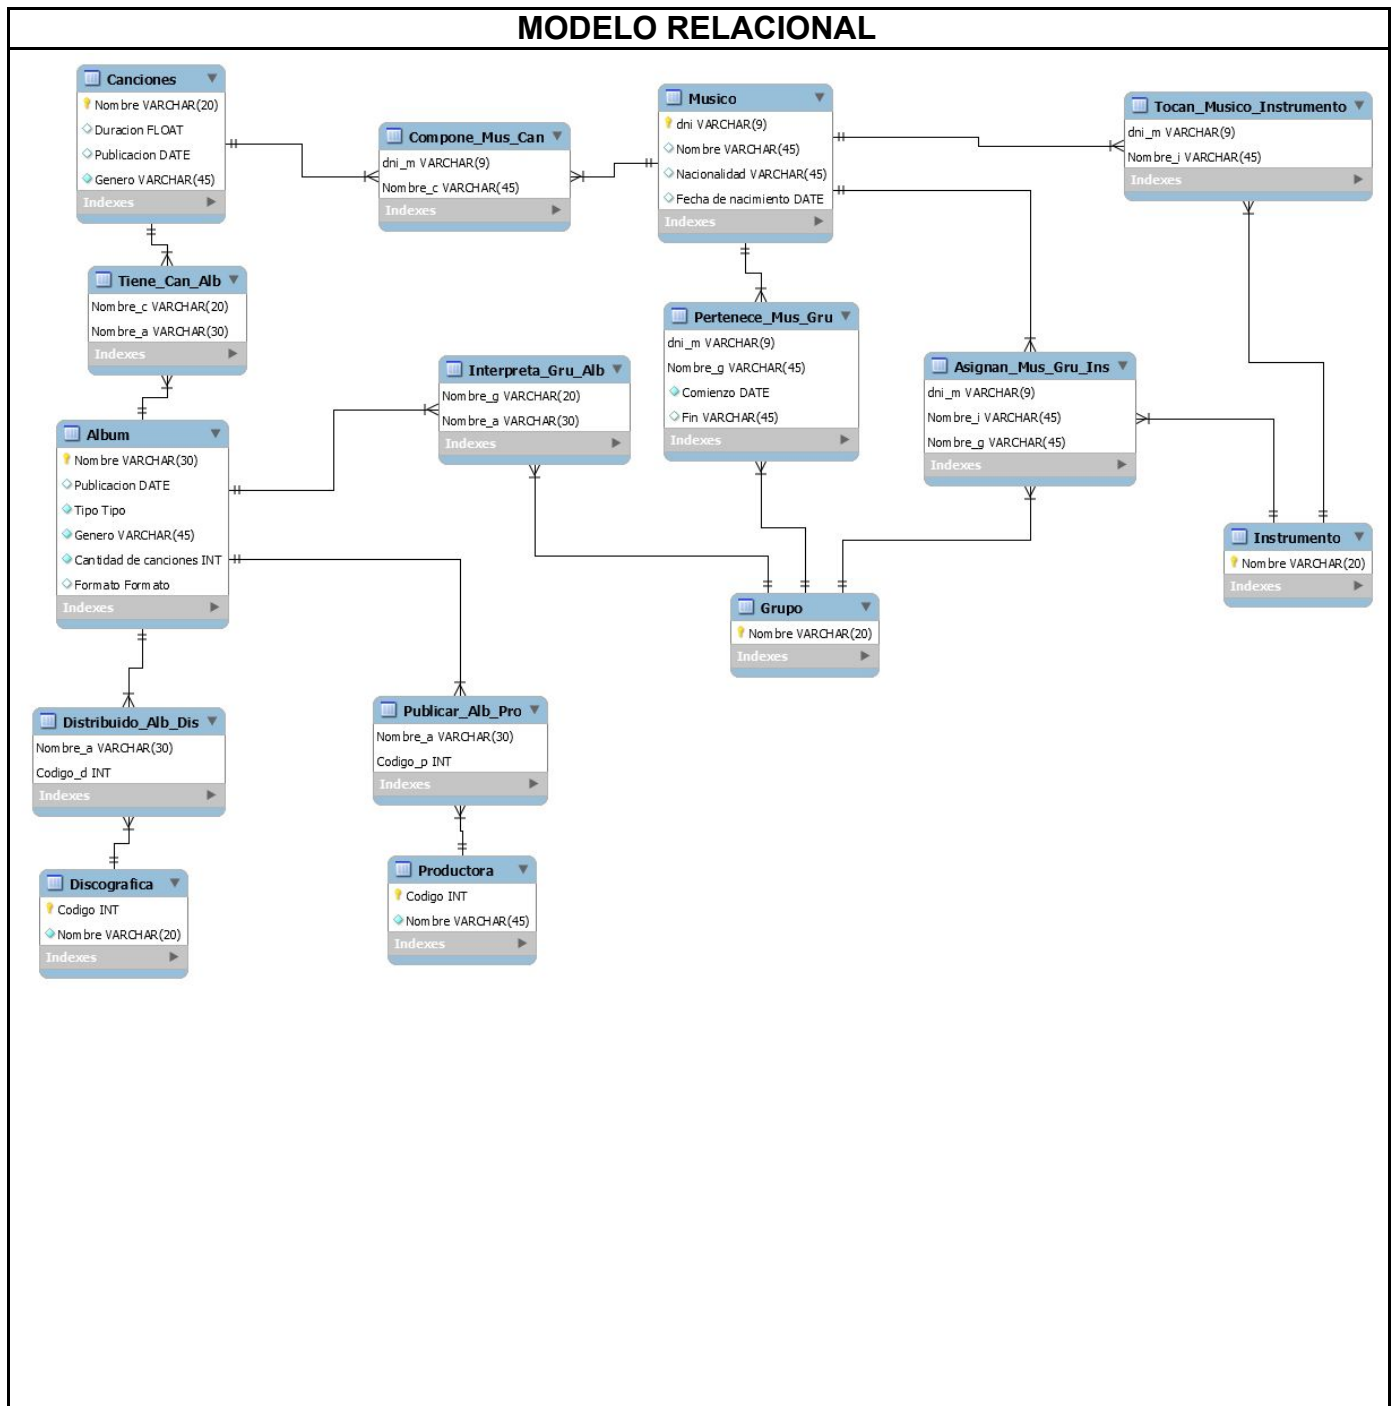 MODELO RELACIONAL
Canciones
Nombre VARCHAR(20)
Duracion FLOAT
Publicacion DATE
Genero VARCHAR(45)
Indexes
Compone_Mus_Can
dni_m VARCHAR(9)
Nombre_c VARCHAR(45)
Indexes
Musico
dni VARCHAR(9)
Nombre VARCHAR(45)
Nacionalidad VARCHAR(45)
Fecha de nacimiento DATE
Indexes
Tocan_Musico_Instrumento
dni_m VARCHAR(9)
Nombre_i VARCHAR(45)
Indexes
Tiene_Can_Alb
Nombre_c VARCHAR(20)
Nombre_a VARCHAR(30)
Indexes
Interpreta_Gru_Alb
Nombre_g VARCHAR(20)
Nombre_a VARCHAR(30)
Indexes
Pertenece_Mus_Gru
dni_m VARCHAR(9)
Nombre_g VARCHAR(45)
Comienzo DATE
Fin VARCHAR(45)
Indexes
Asignan_Mus_Gru_Ins
dni_m VARCHAR(9)
Nombre_i VARCHAR(45)
Nombre_g VARCHAR(45)
Indexes
Album
Nombre VARCHAR(30)
Publicacion DATE
Tipo Tipo
Genero VARCHAR(45)
Cantidad de canciones INT
Formato Formato
Indexes
Instrumento
Nombre VARCHAR(20)
Indexes
Grupo
Nombre VARCHAR(20)
Indexes
Distribuido_Alb_Dis
Nombre_a VARCHAR(30)
Codigo_d INT
Indexes
Publicar_Alb_Pro
Nombre_a VARCHAR(30)
Codigo_p INT
Indexes
Discografica
Codigo INT
Nombre VARCHAR(20)
Indexes
Productora
Codigo INT
Nombre VARCHAR(45)
Indexes